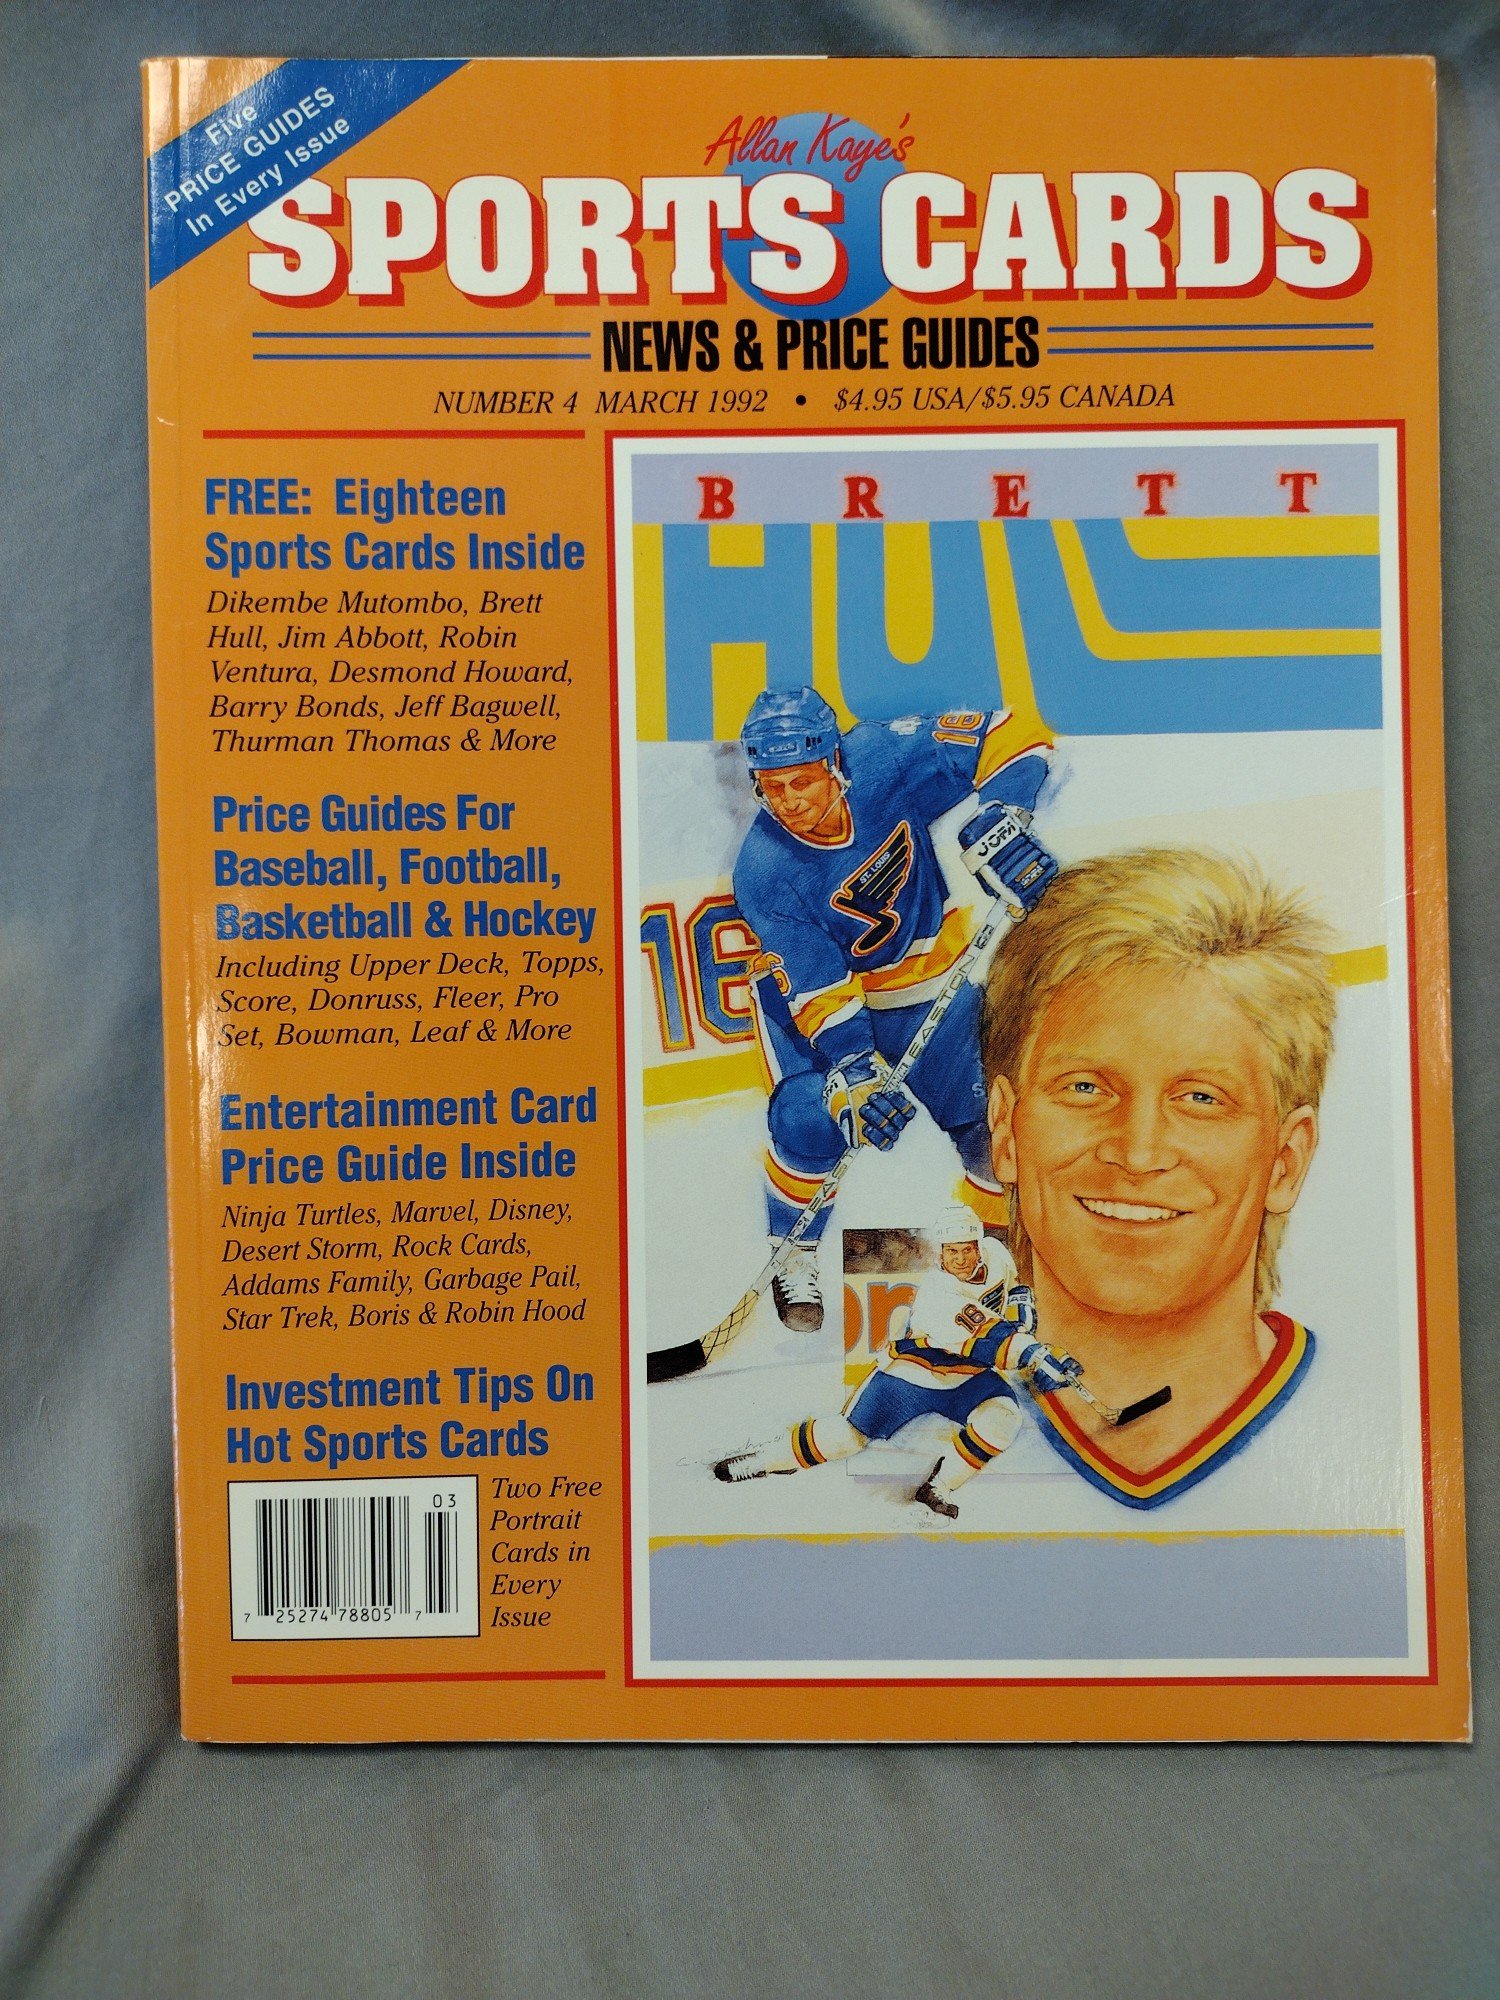 Five
PRICE GUIDES
In Every Issue
Allan Kaye's
SPORTS CARDS
NEWS & PRICE GUIDES
NUMBER 4 MARCH 1992 • $4.95 USA/$5.95 CANADA
FREE: Eighteen
Sports Cards Inside
Dikembe Mutombo, Brett
Hull, Jim Abbott, Robin
Ventura, Desmond Howard,
Barry Bonds, Jeff Bagwell,
Thurman Thomas & More
Price Guides For
Baseball, Football,
Basketball & Hockey
Including Upper Deck, Topps,
Score, Donruss, Fleer, Pro
Set, Bowman, Leaf & More
Entertainment Card
Price Guide Inside
Ninja Turtles, Marvel, Disney,
Desert Storm, Rock Cards,
Addams Family, Garbage Pail,
Star Trek, Boris & Robin Hood
Investment Tips On
Hot Sports Cards
Two Free
Portrait
Cards in
Every
Issue
03
7 25274 78805 7
BRETT
HULL
16
JOFA
ST. LOUIS
16
6
EASTON
EAST
16